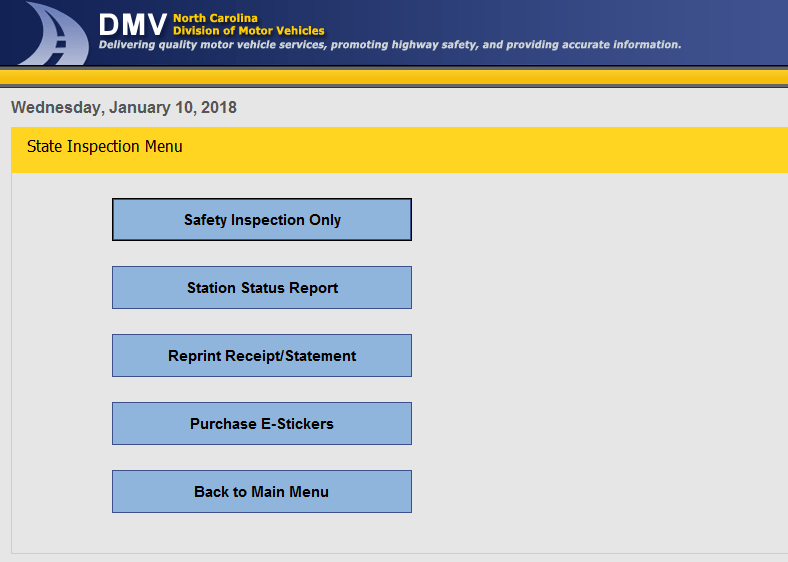 DMV North Carolina
Division of Motor Vehicles
Delivering quality motor vehicle services, promoting highway safety, and providing accurate information.
Wednesday, January 10, 2018
State Inspection Menu
Safety Inspection Only
Station Status Report
Reprint Receipt/Statement
Purchase E-Stickers
Back to Main Menu